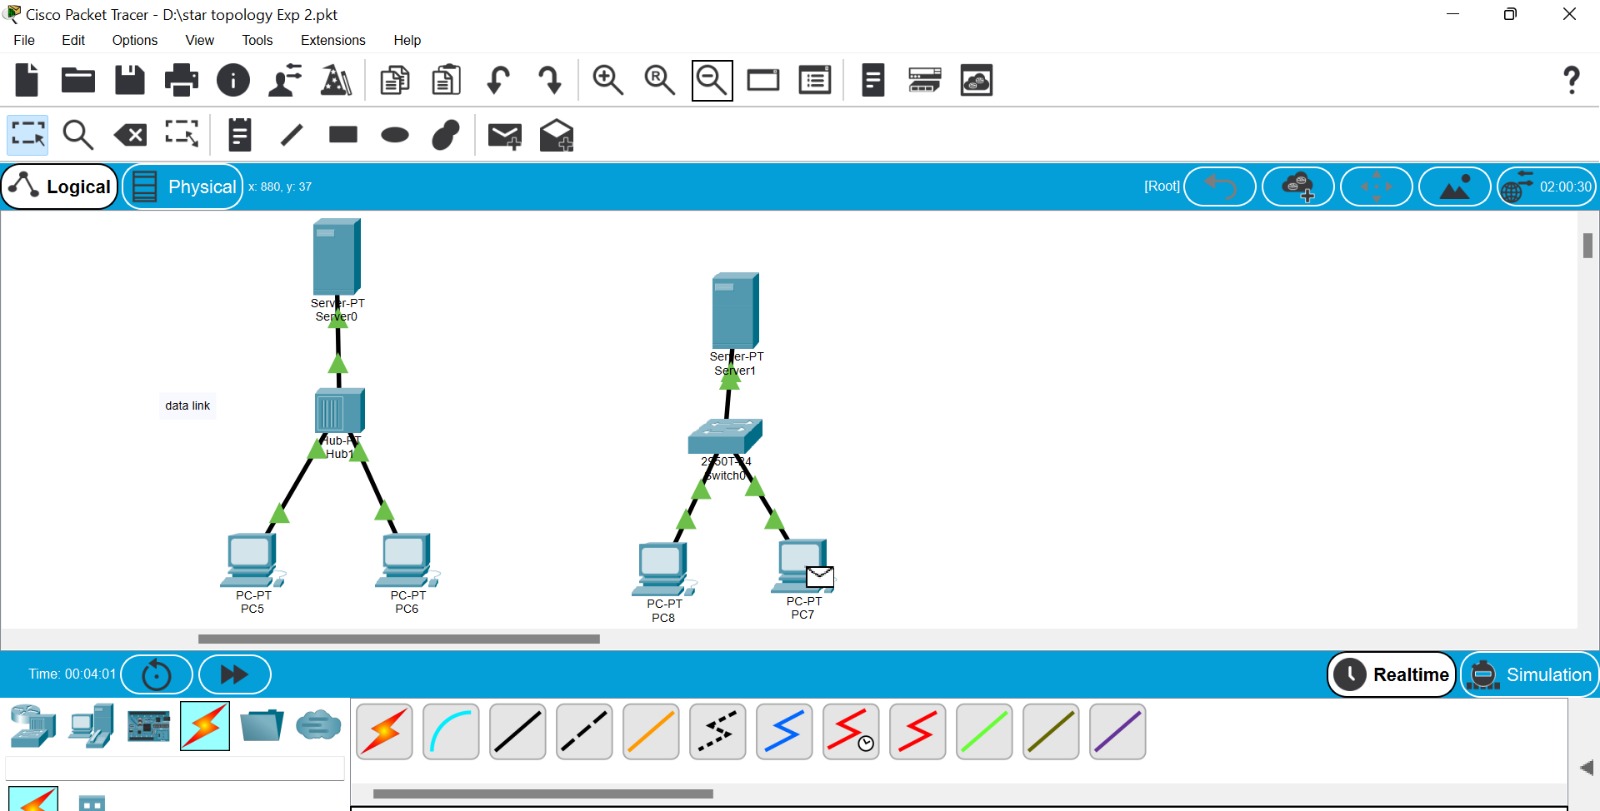 Cisco Packet Tracer - D:\star topology Exp 2.pkt
File Edit Options View Tools Extensions Help
Logical Physical x: 880, y: 37 [Root] 02:00:30
Server-PT
Server0
Server-PT
Server1
data link
Hub-PT
Hub1
2950T-24
Switch0
PC-PT
PC5
PC-PT
PC6
PC-PT
PC8
PC-PT
PC7
Time: 00:04:01 Realtime Simulation